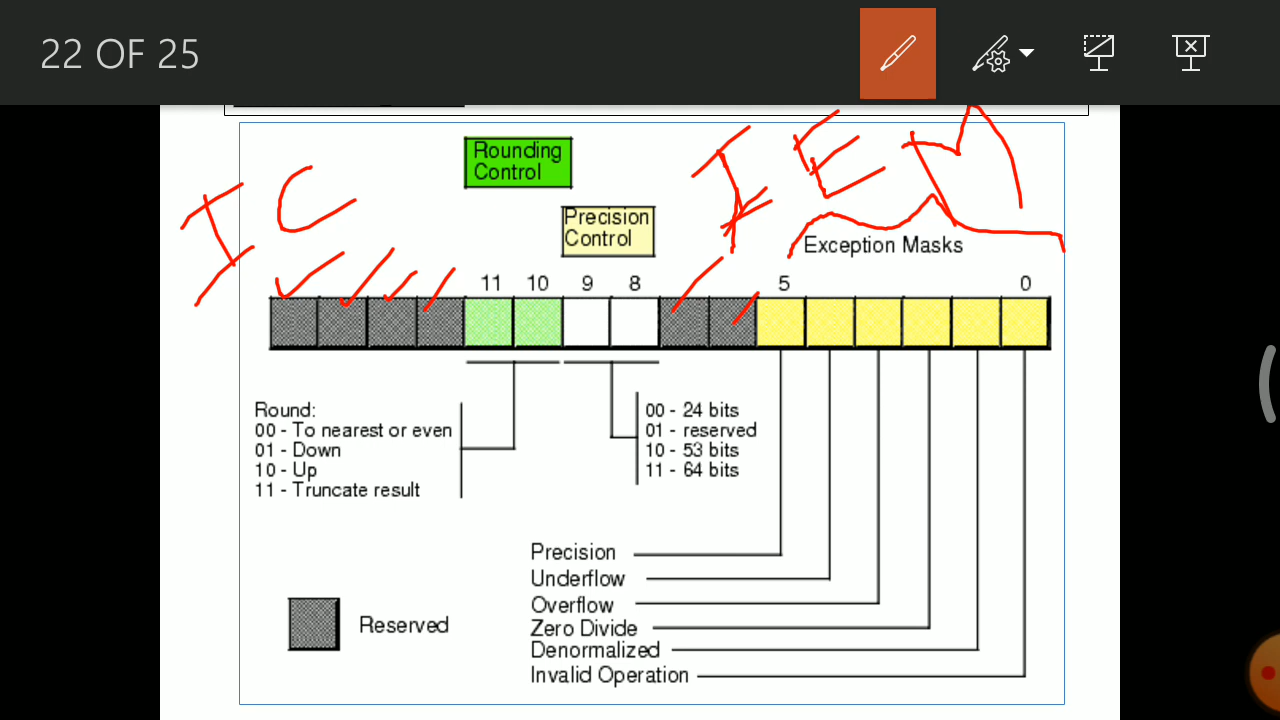 22 OF 25
Rounding
Control
I C
I E M
Precision
Control
Exception Masks
11 10 9 8 5 0
Round:
00 - To nearest or even
01 - Down
10 - Up
11 - Truncate result
00 - 24 bits
01 - reserved
10 - 53 bits
11 - 64 bits
Precision
Underflow
Overflow
Zero Divide
Denormalized
Invalid Operation
Reserved